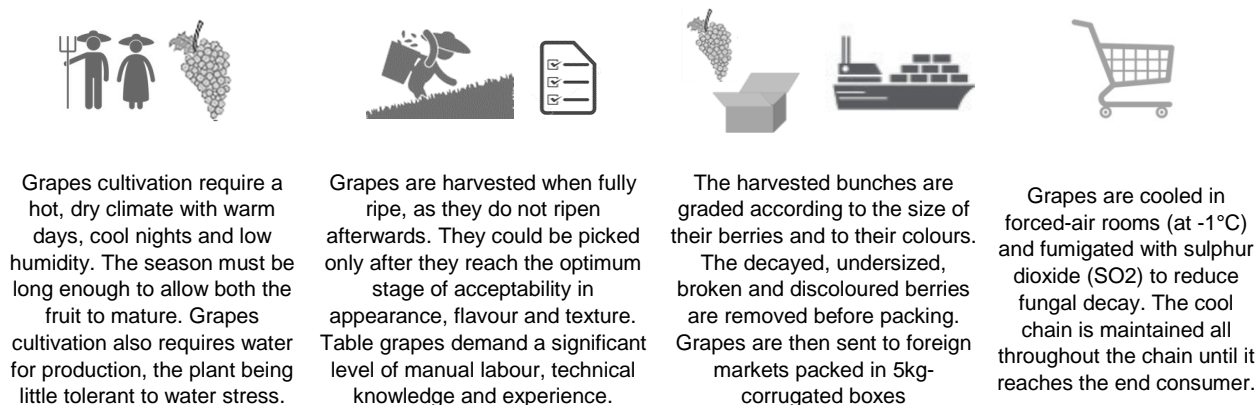 Grapes cultivation require a
hot, dry climate with warm
days, cool nights and low
humidity. The season must be
long enough to allow both the
fruit to mature. Grapes
cultivation also requires water
for production, the plant being
little tolerant to water stress.
Grapes are harvested when fully
ripe, as they do not ripen
afterwards. They could be picked
only after they reach the optimum
stage of acceptability in
appearance, flavour and texture.
Table grapes demand a significant
level of manual labour, technical
knowledge and experience.
The harvested bunches are
graded according to the size of
their berries and to their colours.
The decayed, undersized,
broken and discoloured berries
are removed before packing.
Grapes are then sent to foreign
markets packed in 5kg-
corrugated boxes
Grapes are cooled in
forced-air rooms (at -1°C)
and fumigated with sulphur
dioxide (SO2) to reduce
fungal decay. The cool
chain is maintained all
throughout the chain until it
reaches the end consumer.